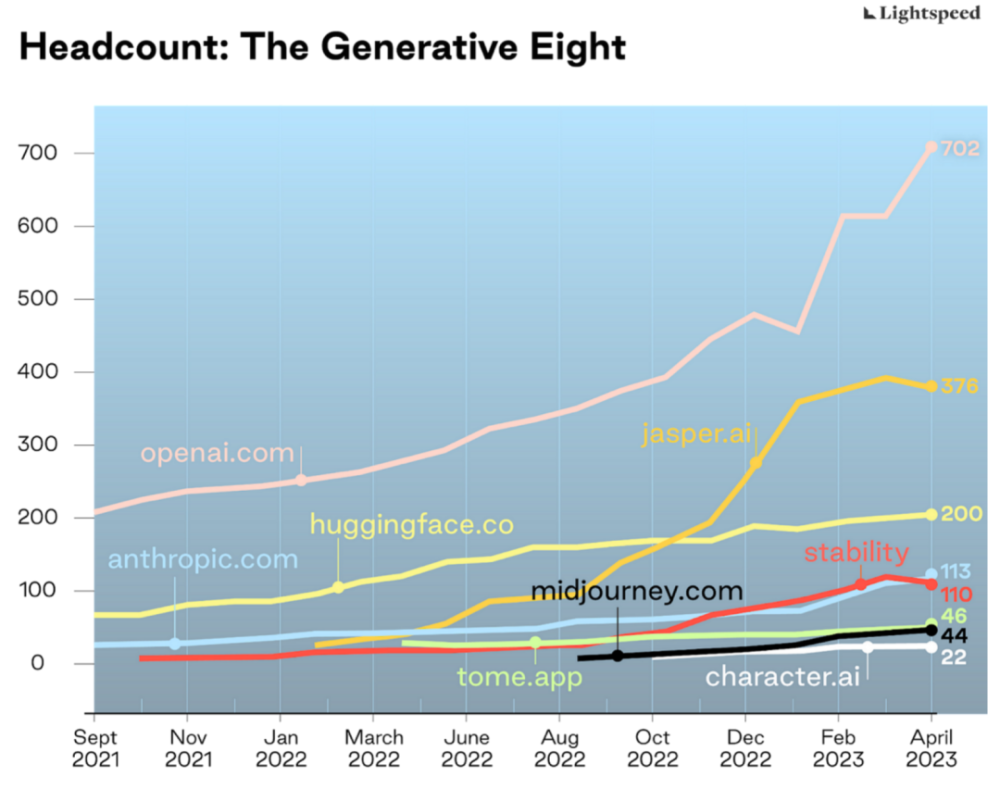 Lightspeed
Headcount: The Generative Eight
700
600
500
400
300
200
100
0
702
376
200
113
110
46
44
22
openai.com
jasper.ai
huggingface.co
anthropic.com
stability
midjourney.com
tome.app
character.ai
Sept
2021
Nov
2021
Jan
2022
March
2022
June
2022
Aug
2022
Oct
2022
Dec
2022
Feb
2023
April
2023